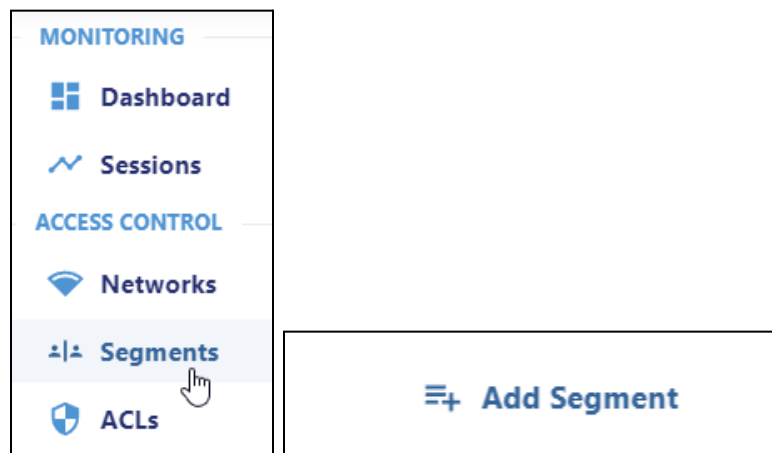 MONITORING
Dashboard
Sessions
ACCESS CONTROL
Networks
Segments
ACLs
Add Segment